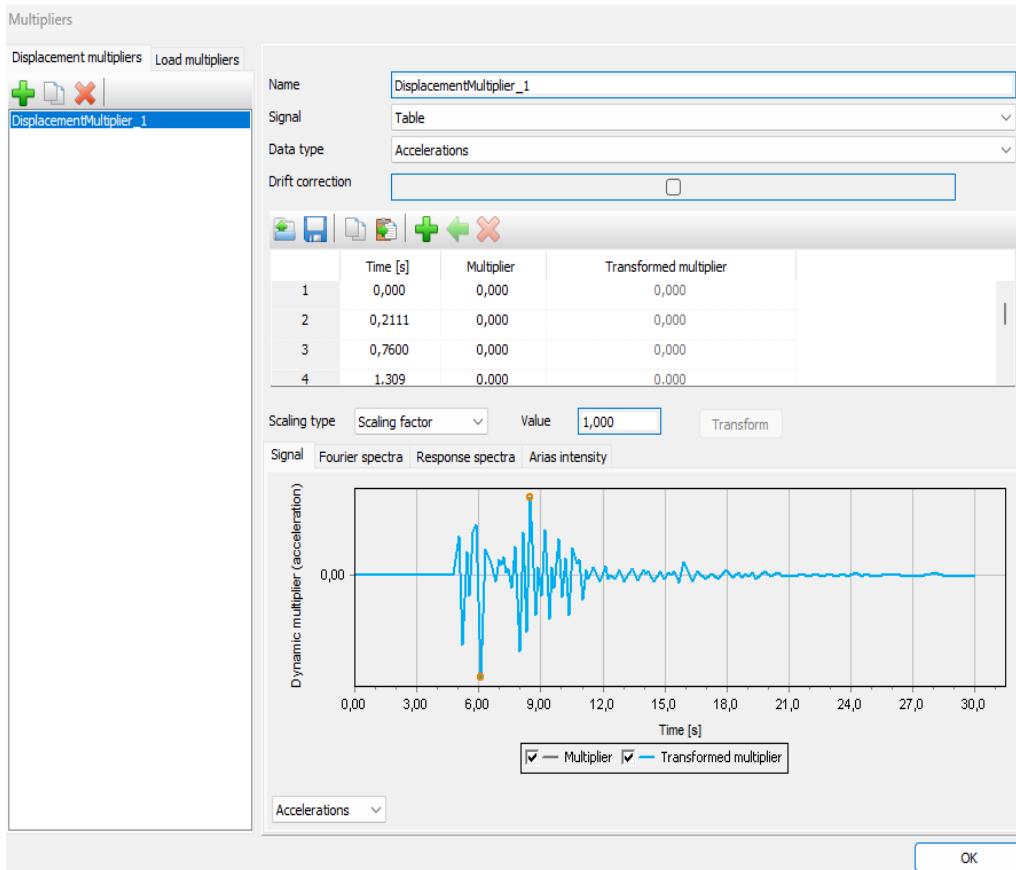 Multipliers
Displacement multipliers Load multipliers
DisplacementMultiplier_1
Name DisplacementMultiplier_1
Signal Table
Data type Accelerations
Drift correction
Time [s] Multiplier Transformed multiplier
1 0,000 0,000 0,000
2 0,2111 0,000 0,000
3 0,7600 0,000 0,000
4 1,309 0,000 0,000
Scaling type Scaling factor Value 1,000 Transform
Signal Fourier spectra Response spectra Arias intensity
Dynamic multiplier (acceleration)
0,00
0,00 3,00 6,00 9,00 12,0 15,0 18,0 21,0 24,0 27,0 30,0
Time [s]
Multiplier Transformed multiplier
Accelerations
OK